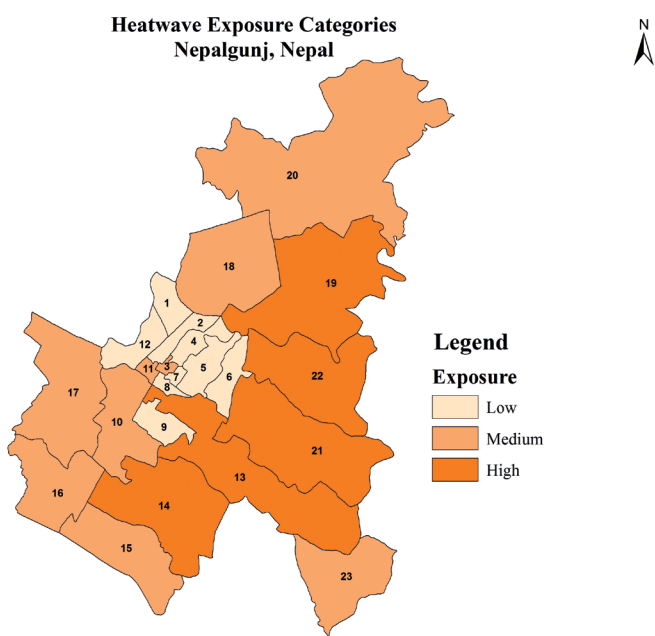 Heatwave Exposure Categories
Nepalgunj, Nepal
N
20
18
19
1
2
12
4
11
3
7
5
6
8
22
17
10
9
21
13
16
14
15
23
Legend
Exposure
Low
Medium
High